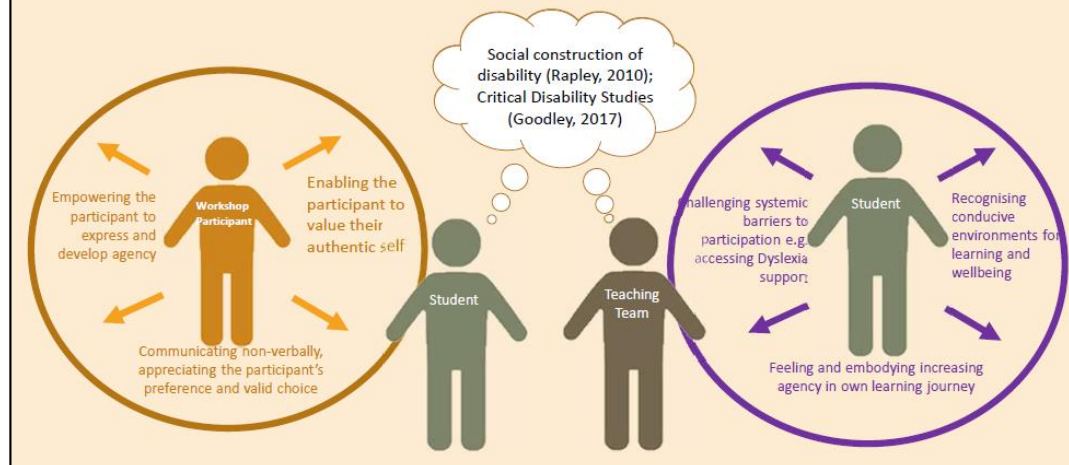 Social construction of
disability (Rapley, 2010);
Critical Disability Studies
(Goodley, 2017)
Empowering the
participant to
express and
develop agency
Workshop
Participant
Enabling the
participant to
value their
authentic self
Communicating non-verbally,
appreciating the participant's
preference and valid choice
Student
Teaching
Team
hallenging systemic
barriers to
participation e.g.
accessing Dyslexia
support
Student
Recognising
conducive
environments for
learning and
wellbeing
Feeling and embodying increasing
agency in own learning journey